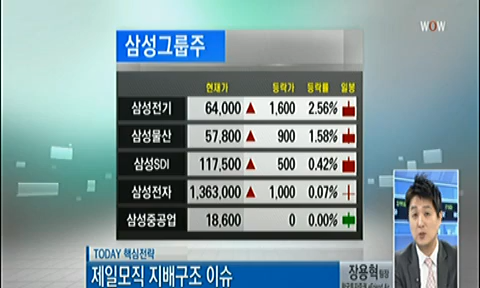 WOW
삼성그룹주
현재가 등락가 등락률 일봉
삼성전기 64,000 ▲ 1,600 2.56%
삼성물산 57,800 ▲ 900 1.58%
삼성SDI 117,500 ▲ 500 0.42%
삼성전자 1,363,000 ▲ 1,000 0.07%
삼성중공업 18,600 0 0.00%
TODAY 핵심전략
제일모직 지배구조 이슈
장용혁 팀장